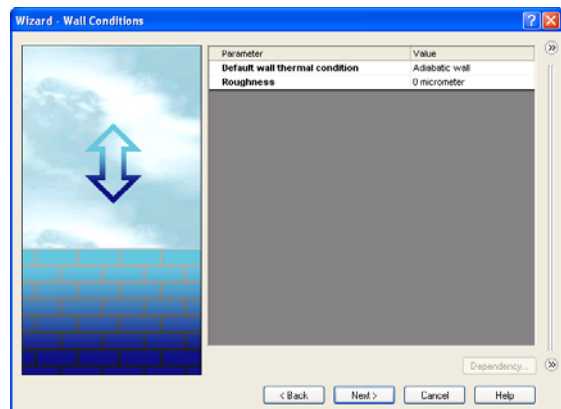 Wizard - Wall Conditions
Parameter Value
Default wall thermal condition Adiabatic wall
Roughness 0 micrometer
Dependency...
< Back Next > Cancel Help